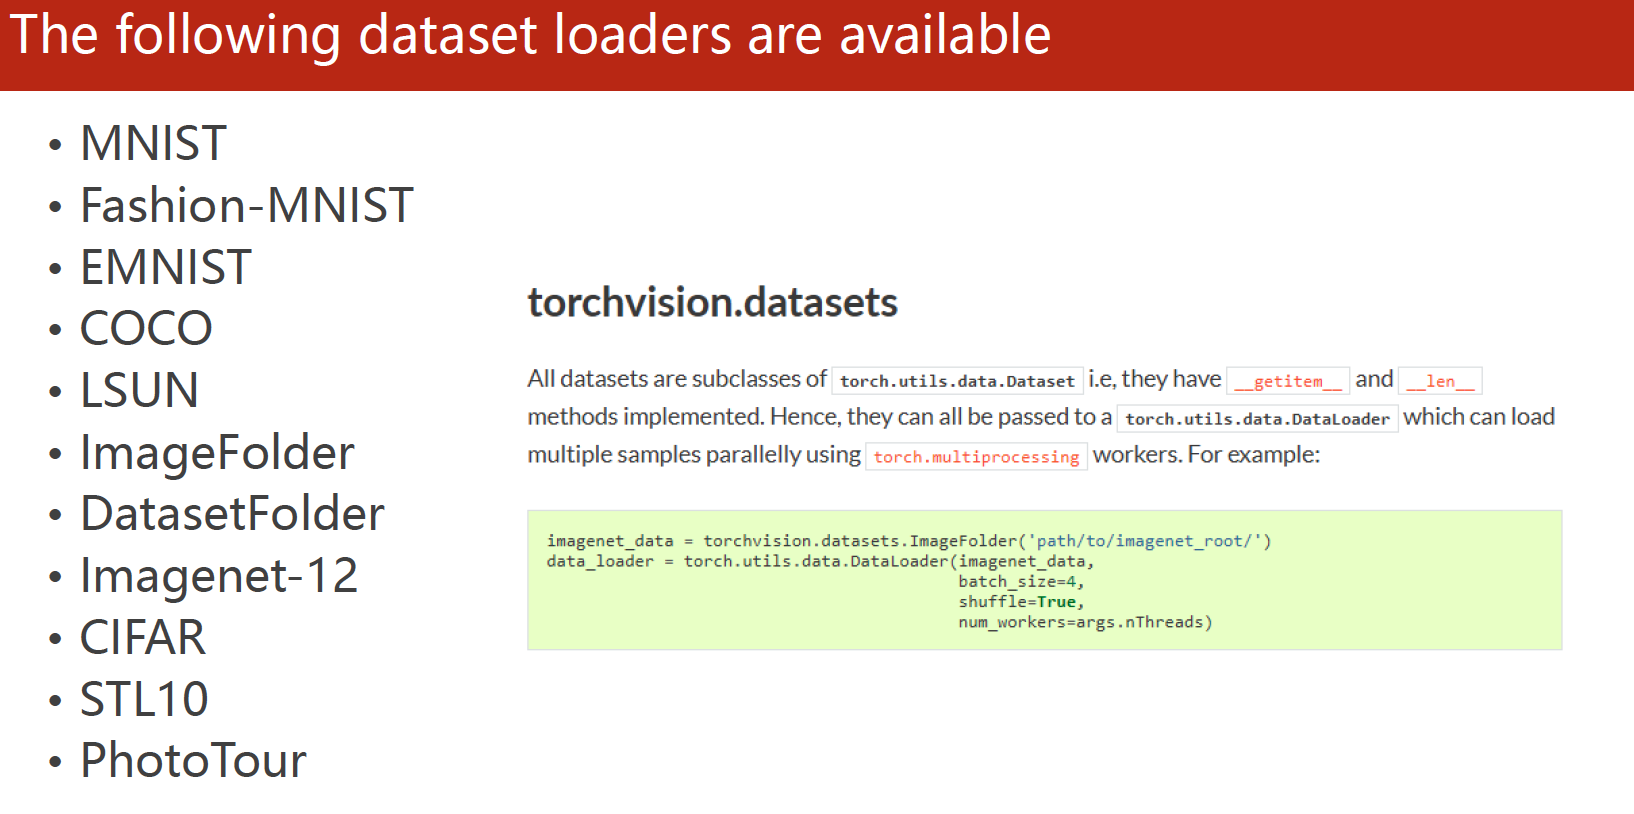 The following dataset loaders are available
• MNIST
• Fashion-MNIST
• EMNIST
• COCO
• LSUN
• ImageFolder
• DatasetFolder
• Imagenet-12
• CIFAR
• STL10
• PhotoTour
torchvision.datasets
All datasets are subclasses of torch.utils.data.Dataset i.e, they have __getitem__ and __len__
methods implemented. Hence, they can all be passed to a torch.utils.data.DataLoader which can load
multiple samples parallelly using torch.multiprocessing workers. For example:
imagenet_data = torchvision.datasets.ImageFolder('path/to/imagenet_root/')
data_loader = torch.utils.data.DataLoader(imagenet_data,
batch_size=4,
shuffle=True,
num_workers=args.nThreads)